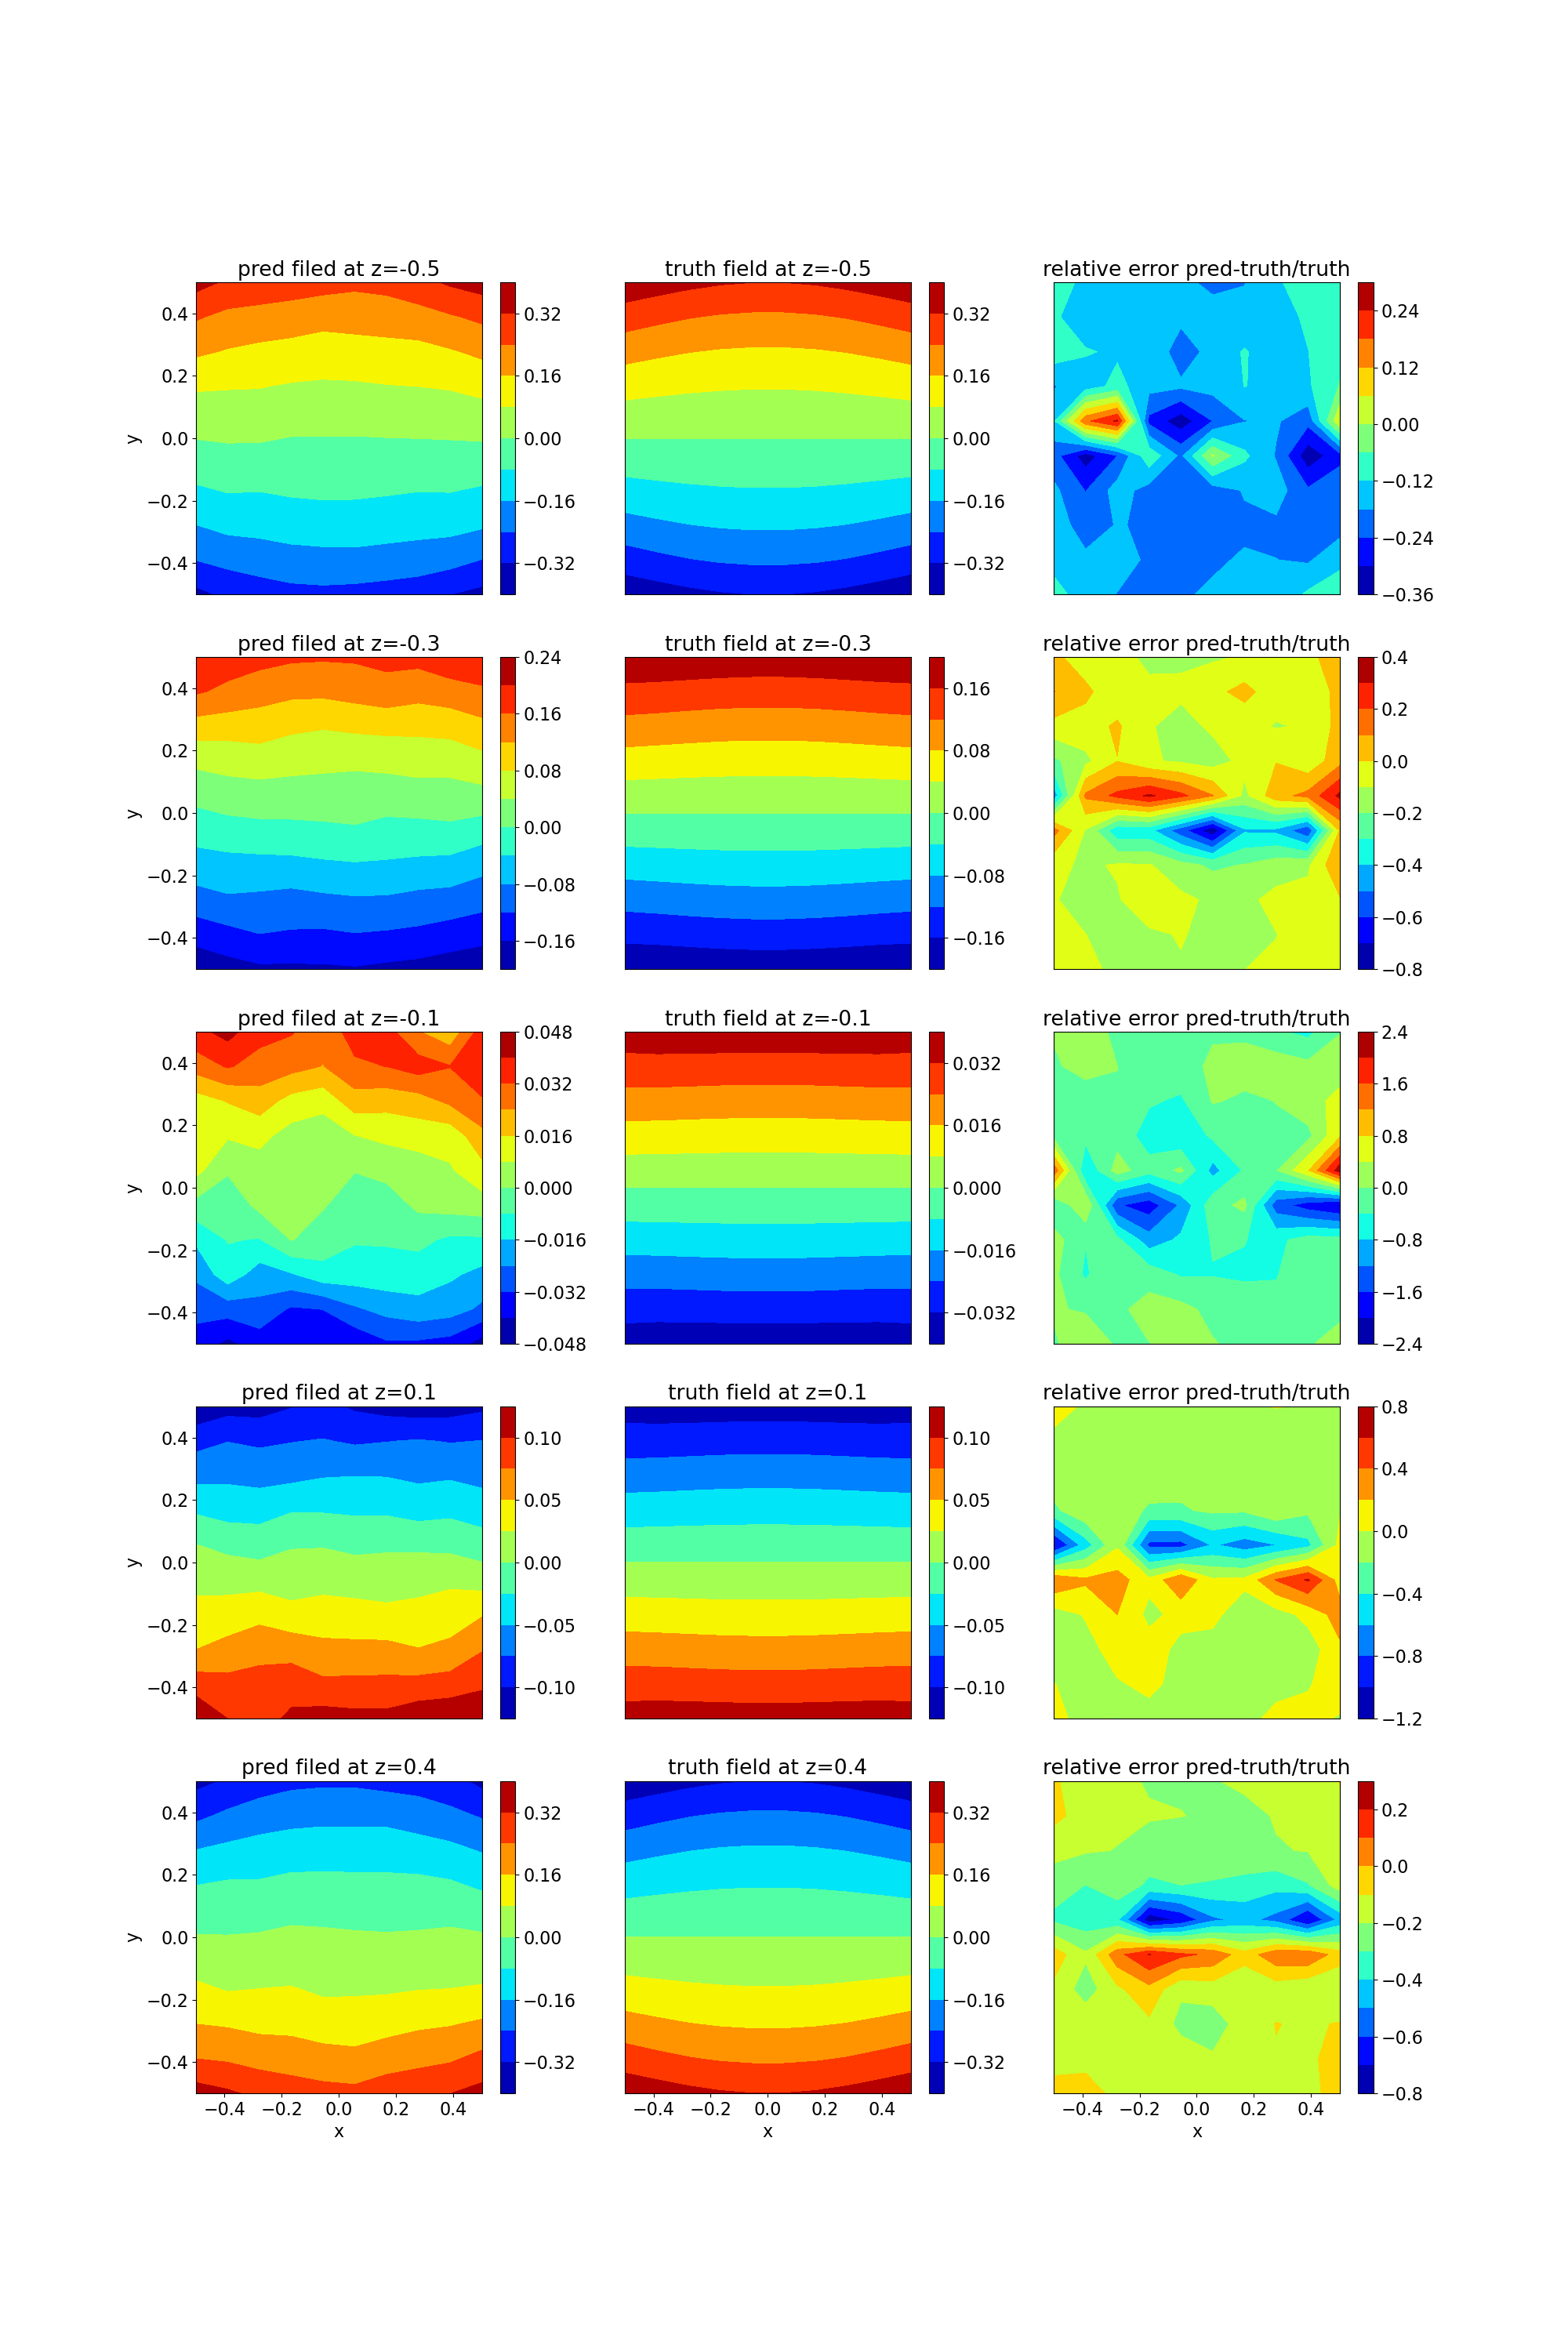 pred filed at z=-0.5 truth field at z=-0.5 relative error pred-truth/truth
0.4 0.2 0.0 −0.2 −0.4
y
0.32 0.16 0.00 −0.16 −0.32
0.32 0.16 0.00 −0.16 −0.32
0.24 0.12 0.00 −0.12 −0.24 −0.36
pred filed at z=-0.3 truth field at z=-0.3 relative error pred-truth/truth
0.4 0.2 0.0 −0.2 −0.4
y
0.24 0.16 0.08 0.00 −0.08 −0.16
0.16 0.08 0.00 −0.08 −0.16
0.4 0.2 0.0 −0.2 −0.4 −0.6 −0.8
pred filed at z=-0.1 truth field at z=-0.1 relative error pred-truth/truth
0.4 0.2 0.0 −0.2 −0.4
y
0.048 0.032 0.016 0.000 −0.016 −0.032 −0.048
0.032 0.016 0.000 −0.016 −0.032
2.4 1.6 0.8 0.0 −0.8 −1.6 −2.4
pred filed at z=0.1 truth field at z=0.1 relative error pred-truth/truth
0.4 0.2 0.0 −0.2 −0.4
y
0.10 0.05 0.00 −0.05 −0.10
0.10 0.05 0.00 −0.05 −0.10
0.8 0.4 0.0 −0.4 −0.8 −1.2
pred filed at z=0.4 truth field at z=0.4 relative error pred-truth/truth
0.4 0.2 0.0 −0.2 −0.4
y
0.32 0.16 0.00 −0.16 −0.32
0.32 0.16 0.00 −0.16 −0.32
0.2 0.0 −0.2 −0.4 −0.6 −0.8
−0.4 −0.2 0.0 0.2 0.4 −0.4 −0.2 0.0 0.2 0.4 −0.4 −0.2 0.0 0.2 0.4
x x x